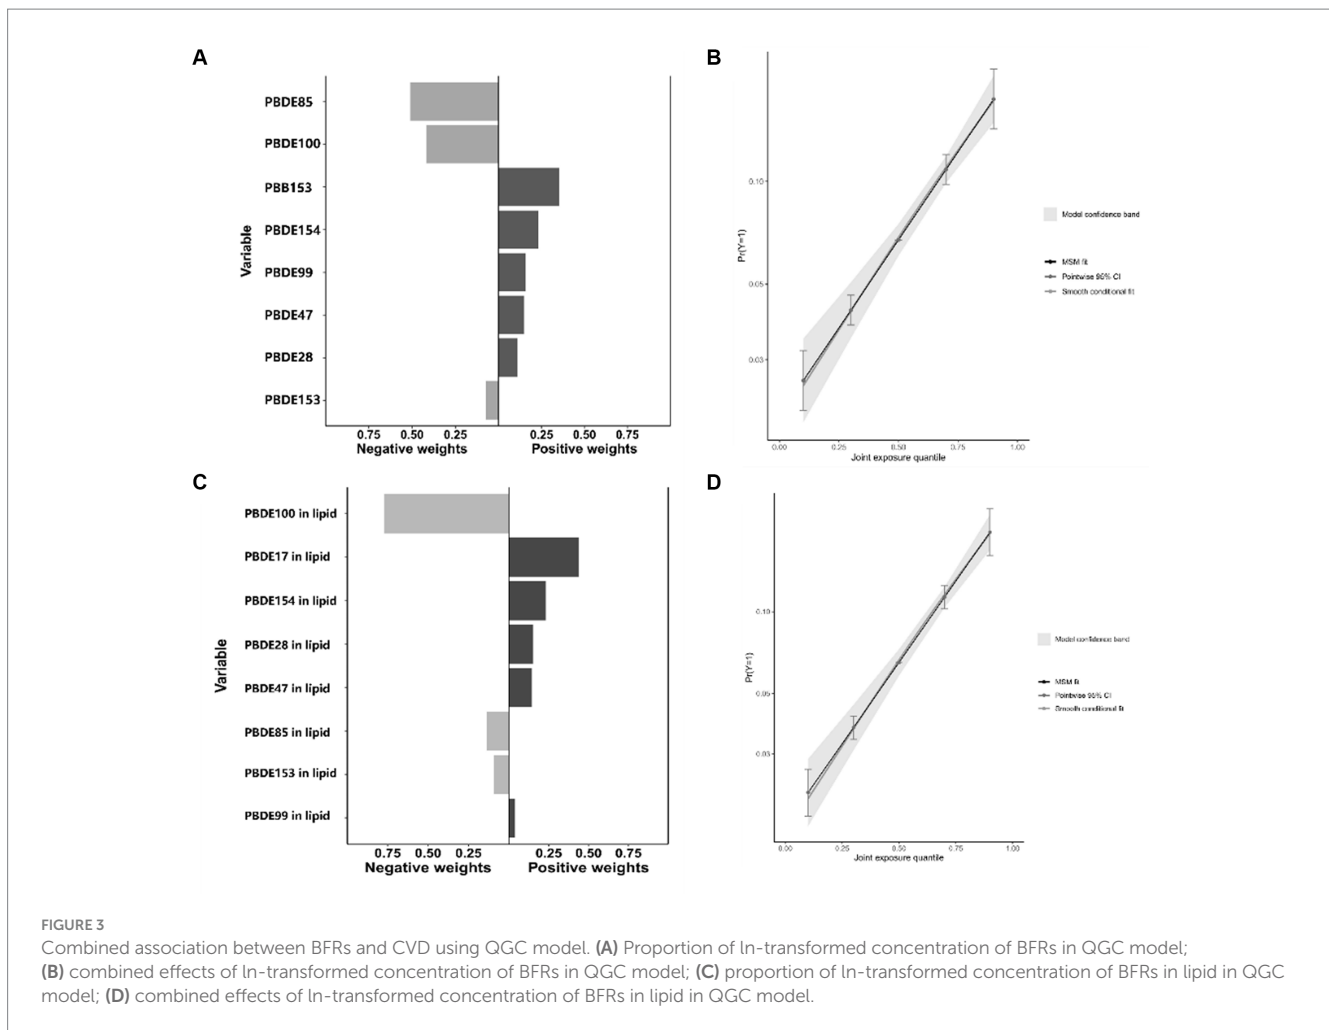 A
PBDE85
PBDE100
PBB153
PBDE154
PBDE99
PBDE47
PBDE28
PBDE153
Variable
0.75 0.50 0.25 0.25 0.50 0.75
Negative weights Positive weights
B
Pr(Y=1)
0.10
0.05
0.03
0.00 0.25 0.50 0.75 1.00
Joint exposure quantile
Model confidence band
MSM fit
Pointwise 95% CI
Smooth conditional fit
C
PBDE100 in lipid
PBDE17 in lipid
PBDE154 in lipid
PBDE28 in lipid
PBDE47 in lipid
PBDE85 in lipid
PBDE153 in lipid
PBDE99 in lipid
Variable
0.75 0.50 0.25 0.25 0.50 0.75
Negative weights Positive weights
D
Pr(Y=1)
0.10
0.05
0.03
0.00 0.25 0.50 0.75 1.00
Joint exposure quantile
Model confidence band
MSM fit
Pointwise 95% CI
Smooth conditional fit
FIGURE 3
Combined association between BFRs and CVD using QGC model. (A) Proportion of ln-transformed concentration of BFRs in QGC model;
(B) combined effects of ln-transformed concentration of BFRs in QGC model; (C) proportion of ln-transformed concentration of BFRs in lipid in QGC
model; (D) combined effects of ln-transformed concentration of BFRs in lipid in QGC model.